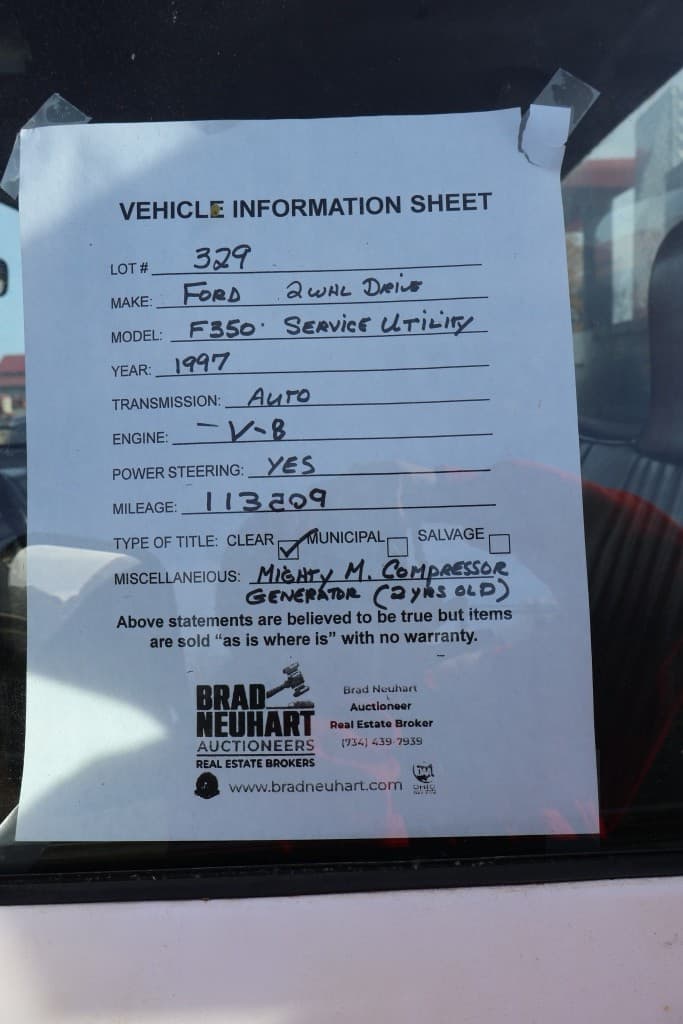 VEHICLE INFORMATION SHEET
LOT # 329
MAKE: FORD 2 WHL DRIVE
MODEL: F350 SERVICE UTILITY
YEAR: 1997
TRANSMISSION: AUTO
ENGINE: - V-8
POWER STEERING: YES
MILEAGE: 113209
TYPE OF TITLE: CLEAR MUNICIPAL SALVAGE
MISCELLANEIOUS: MIGHTY M. COMPRESSOR
GENERATOR (2 YRS OLD)
Above statements are believed to be true but items
are sold “as is where is” with no warranty.
BRAD
NEUHART
AUCTIONEERS
REAL ESTATE BROKERS
Brad Neuhart
Auctioneer
Real Estate Broker
(734) 439-7939
www.bradneuhart.com
OHIO